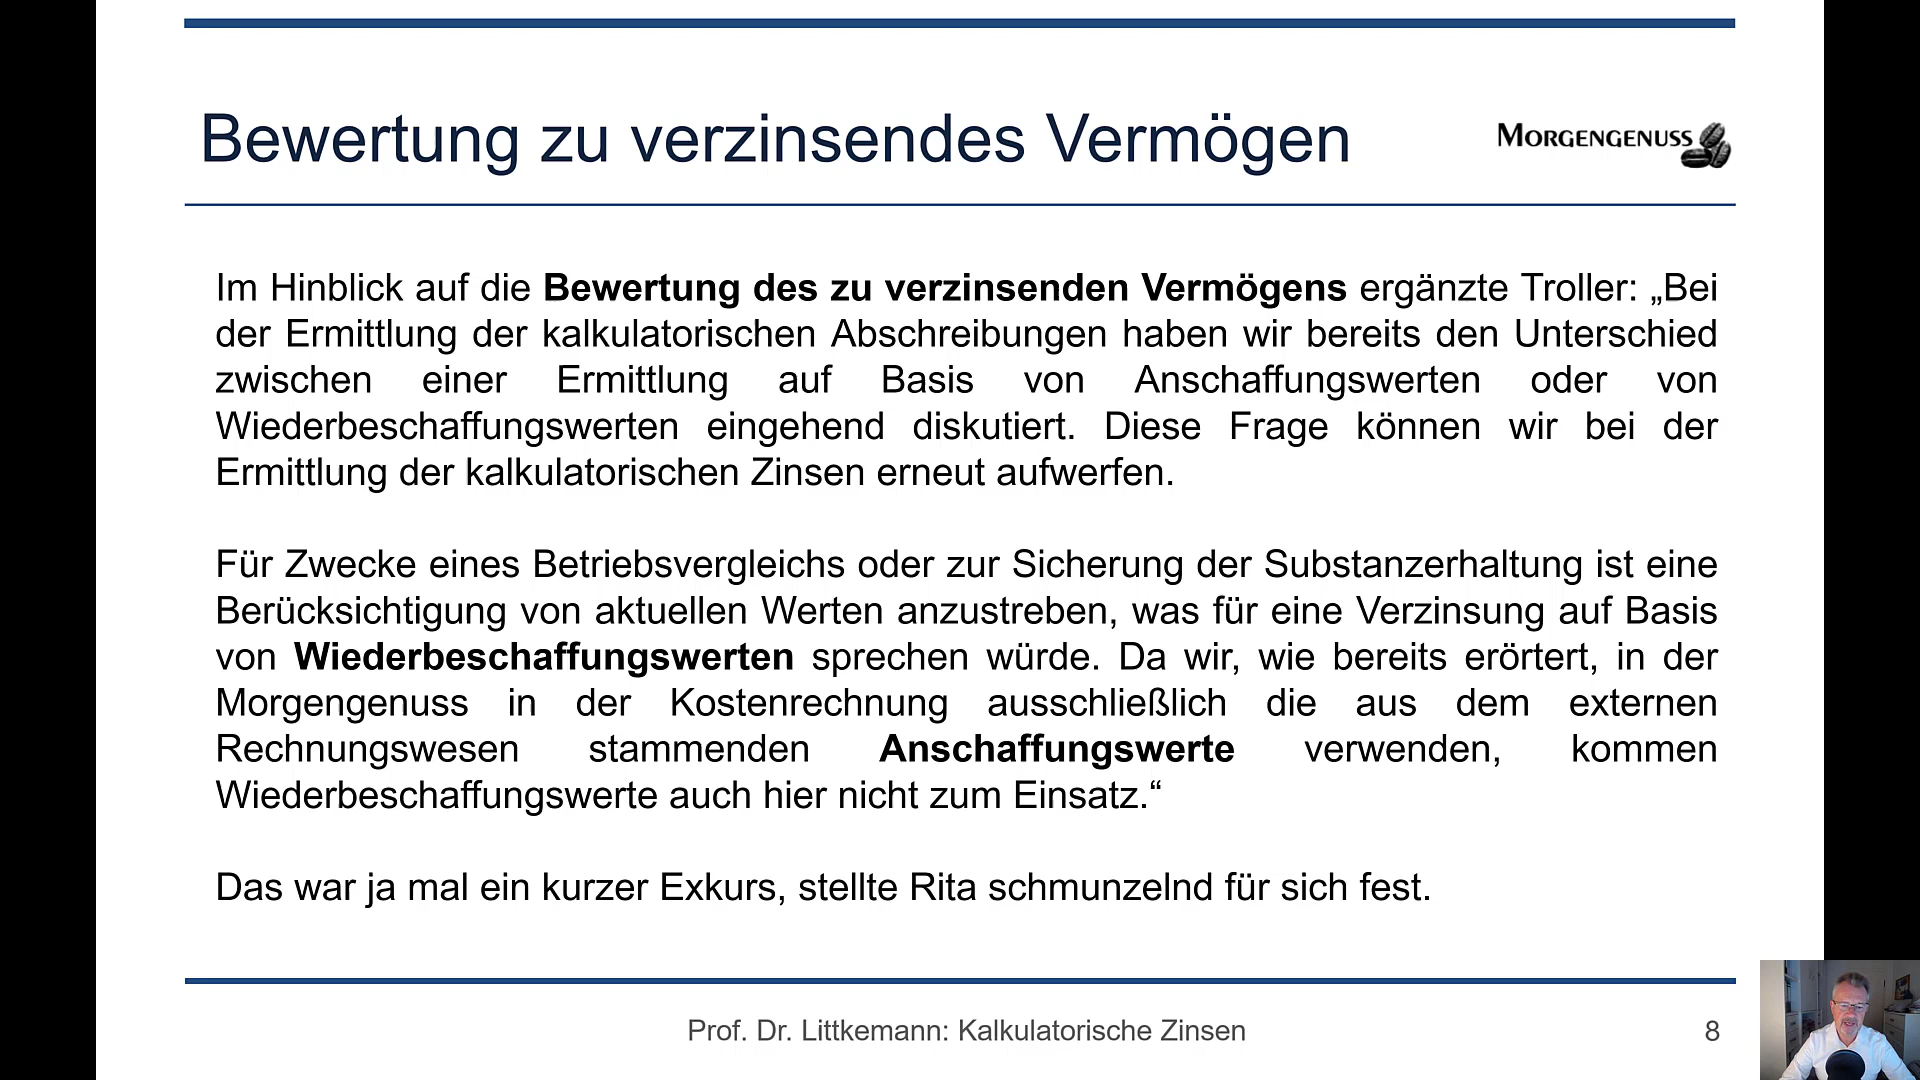 Bewertung zu verzinsendes Vermögen
MORGENGENUSS
Im Hinblick auf die Bewertung des zu verzinsenden Vermögens ergänzte Troller: „Bei
der Ermittlung der kalkulatorischen Abschreibungen haben wir bereits den Unterschied
zwischen einer Ermittlung auf Basis von Anschaffungswerten oder von
Wiederbeschaffungswerten eingehend diskutiert. Diese Frage können wir bei der
Ermittlung der kalkulatorischen Zinsen erneut aufwerfen.
Für Zwecke eines Betriebsvergleichs oder zur Sicherung der Substanzerhaltung ist eine
Berücksichtigung von aktuellen Werten anzustreben, was für eine Verzinsung auf Basis
von Wiederbeschaffungswerten sprechen würde. Da wir, wie bereits erörtert, in der
Morgengenuss in der Kostenrechnung ausschließlich die aus dem externen
Rechnungswesen stammenden Anschaffungswerte verwenden, kommen
Wiederbeschaffungswerte auch hier nicht zum Einsatz.“
Das war ja mal ein kurzer Exkurs, stellte Rita schmunzelnd für sich fest.
Prof. Dr. Littkemann: Kalkulatorische Zinsen
8